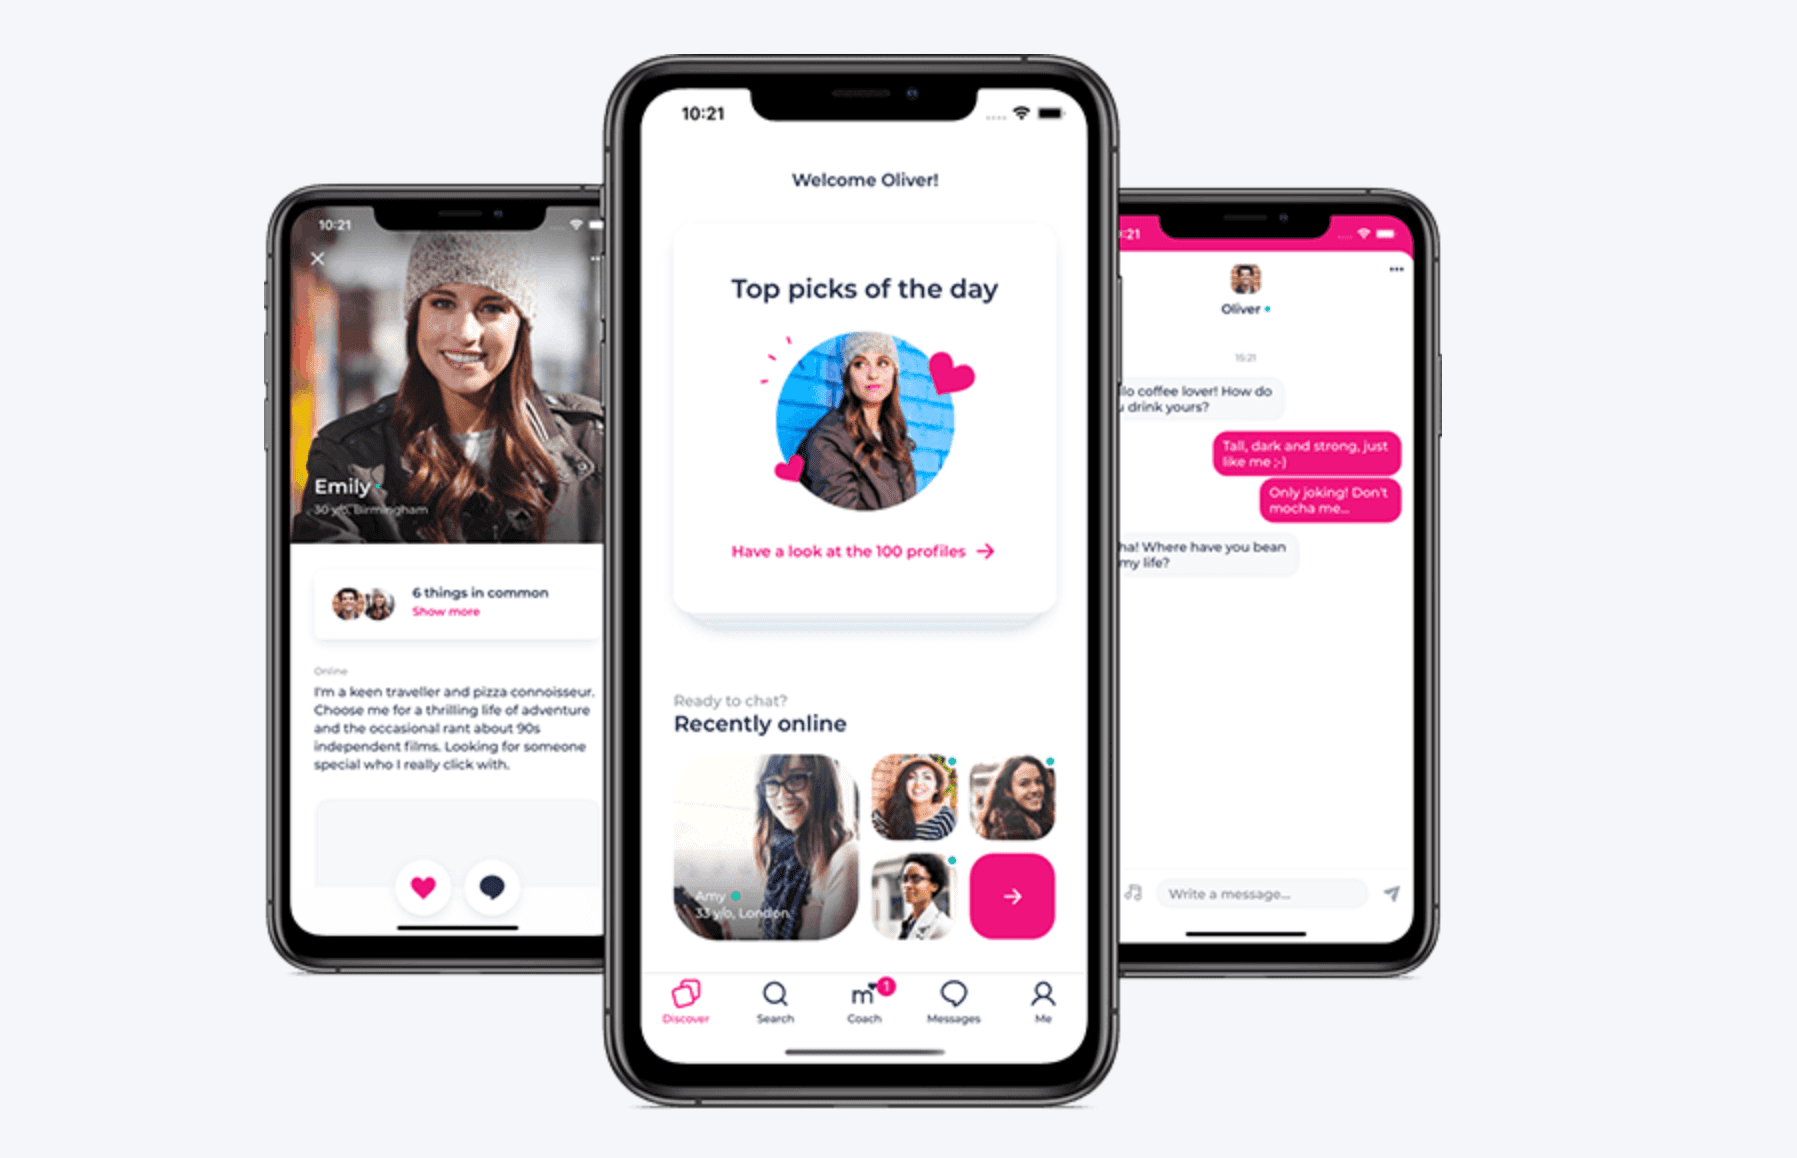 10:21
Emily
30 y/o, Birmingham
6 things in common
Show more
Online
I'm a keen traveller and pizza connoisseur.
Choose me for a thrilling life of adventure
and the occasional rant about 90s
independent films. Looking for someone
special who I really click with.
10:21
Welcome Oliver!
Top picks of the day
Have a look at the 100 profiles →
Ready to chat?
Recently online
Amy
33 y/o, London
Discover
Search
m 1
Coach
Messages
Me
:21
Oliver
15:21
llo coffee lover! How do
u drink yours?
Tall, dark and strong, just
like me ;-)
Only joking! Don't
mocha me...
ha! Where have you bean
my life?
Write a message...